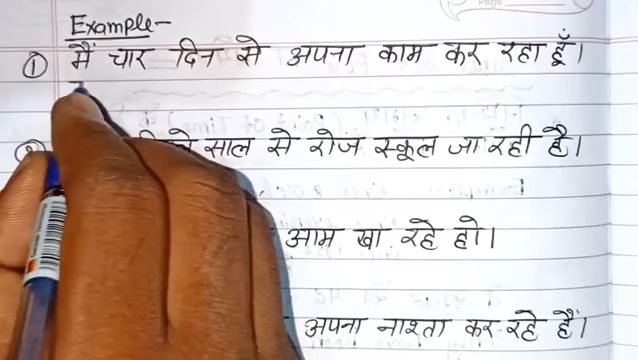 Example-
① मैं चार दिन से अपना काम कर रहा हूँ।
साल से रोज स्कूल जा रही है।
आम खा रहे हो।
अपना नाश्ता कर रहे हैं।